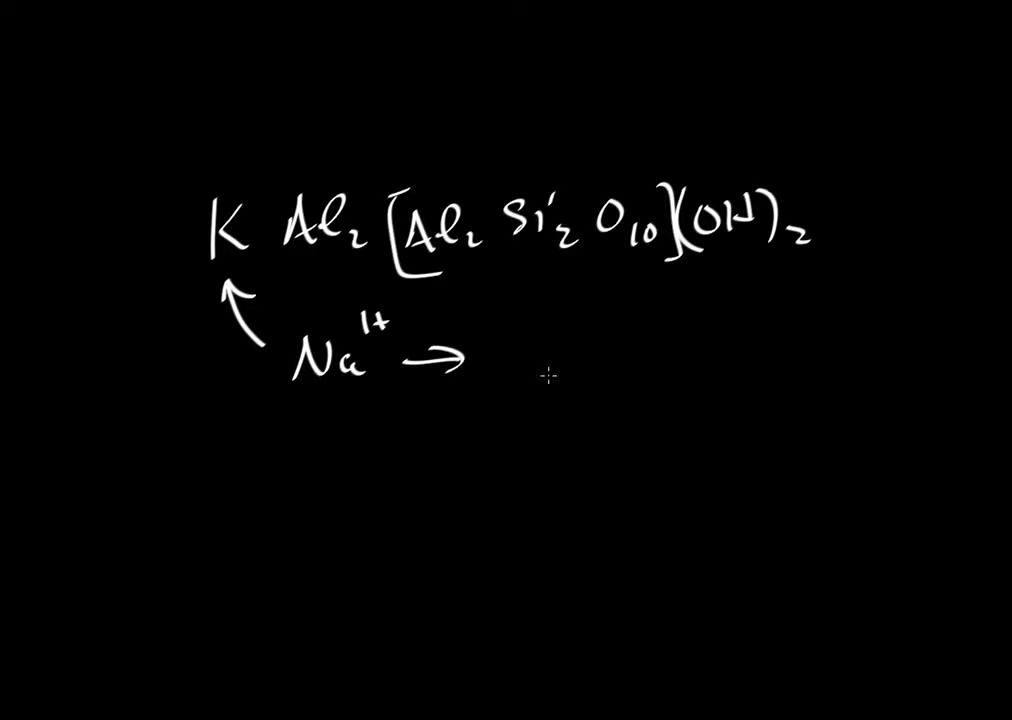 K Al₂ [Al₂ Si₂ O₁₀](OH)₂
Na¹⁺ →